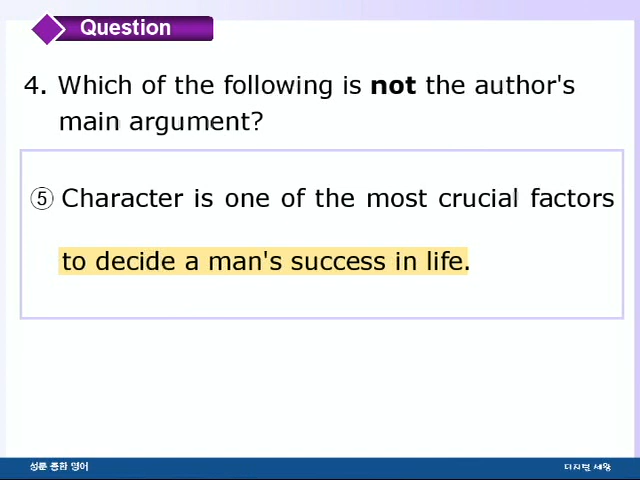 Question
4. Which of the following is not the author's
main argument?
⑤ Character is one of the most crucial factors
to decide a man's success in life.
성문 종합 영어
디지털 세왕